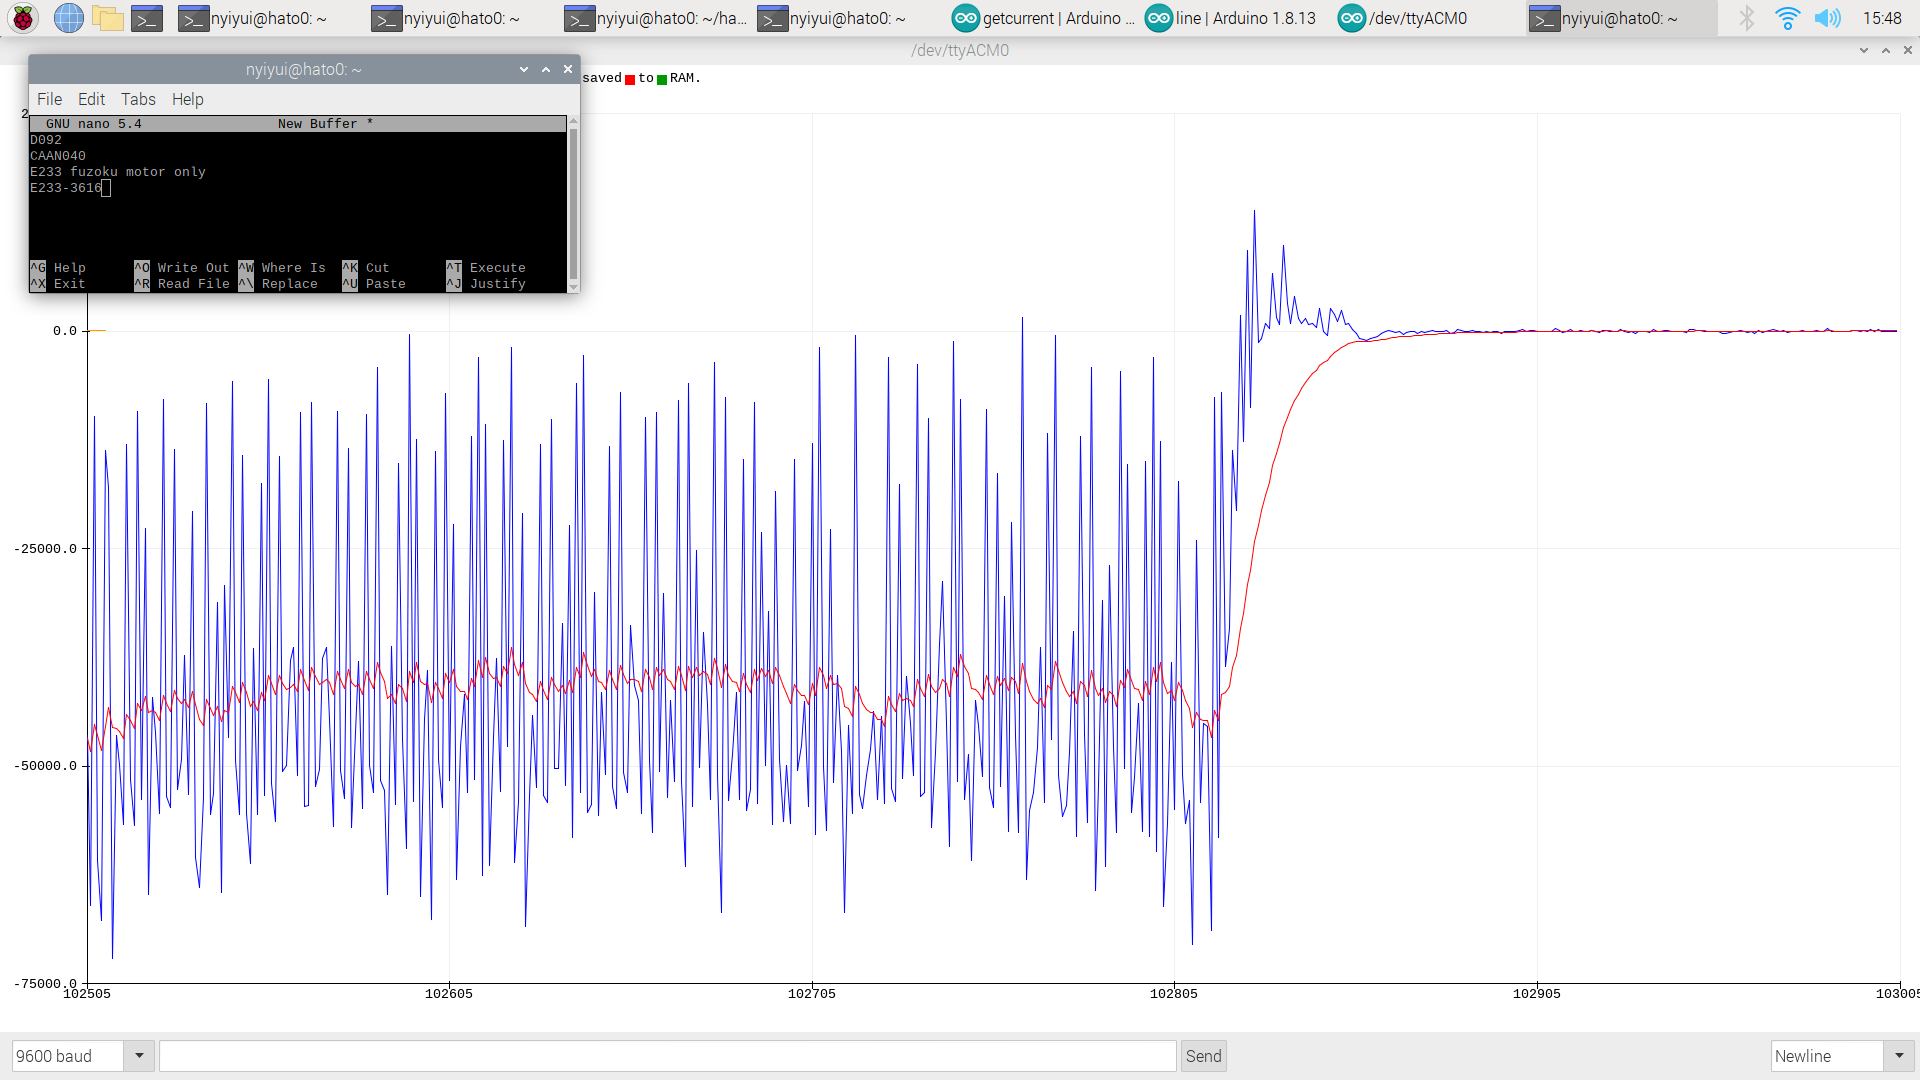 nyiyui@hato0: ~
nyiyui@hato0: ~
nyiyui@hato0: ~/ha...
nyiyui@hato0: ~
getcurrent | Arduino ...
line | Arduino 1.8.13
/dev/ttyACM0
nyiyui@hato0: ~
15:48
/dev/ttyACM0
nyiyui@hato0: ~
saved to RAM.
File Edit Tabs Help
GNU nano 5.4 New Buffer *
D092
CAAN040
E233 fuzoku motor only
E233-3616
^G Help ^O Write Out ^W Where Is ^K Cut ^T Execute
^X Exit ^R Read File ^\ Replace ^U Paste ^J Justify
2
0.0
-25000.0
-50000.0
-75000.0
102505 102605 102705 102805 102905 103005
9600 baud
Send
Newline